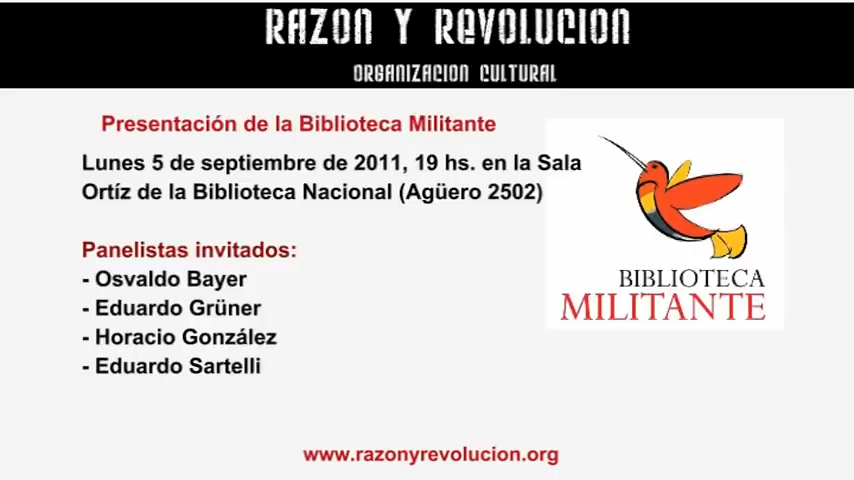 RAZON Y REVOLUCION
ORGANIZACION CULTURAL
Presentación de la Biblioteca Militante
Lunes 5 de septiembre de 2011, 19 hs. en la Sala
Ortíz de la Biblioteca Nacional (Agüero 2502)
Panelistas invitados:
- Osvaldo Bayer
- Eduardo Grüner
- Horacio González
- Eduardo Sartelli
BIBLIOTECA
MILITANTE
www.razonyrevolucion.org